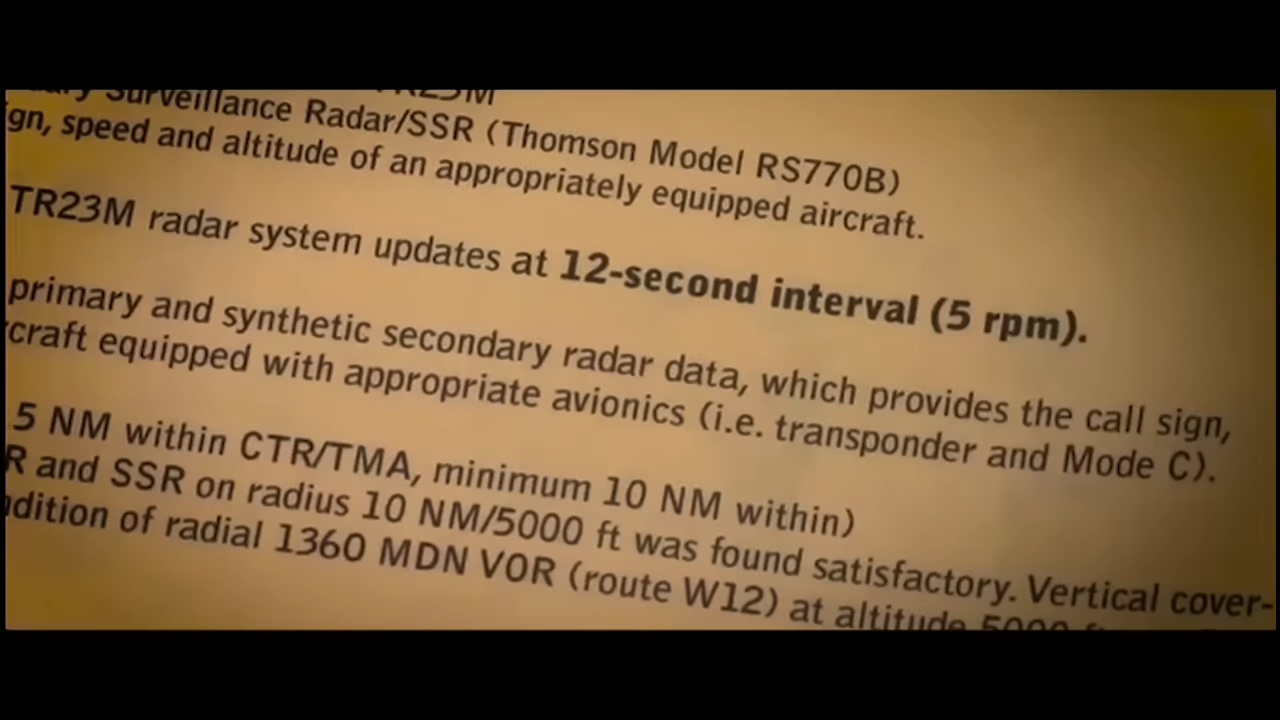 Surveillance Radar/SSR (Thomson Model RS770B)
speed and altitude of an appropriately equipped aircraft.
TR23M radar system updates at 12-second interval (5 rpm).
primary and synthetic secondary radar data, which provides the call sign,
craft equipped with appropriate avionics (i.e. transponder and Mode C).
5 NM within CTR/TMA, minimum 10 NM within)
R and SSR on radius 10 NM/5000 ft was found satisfactory. Vertical cover-
dition of radial 1360 MDN VOR (route W12) at altitude 5000